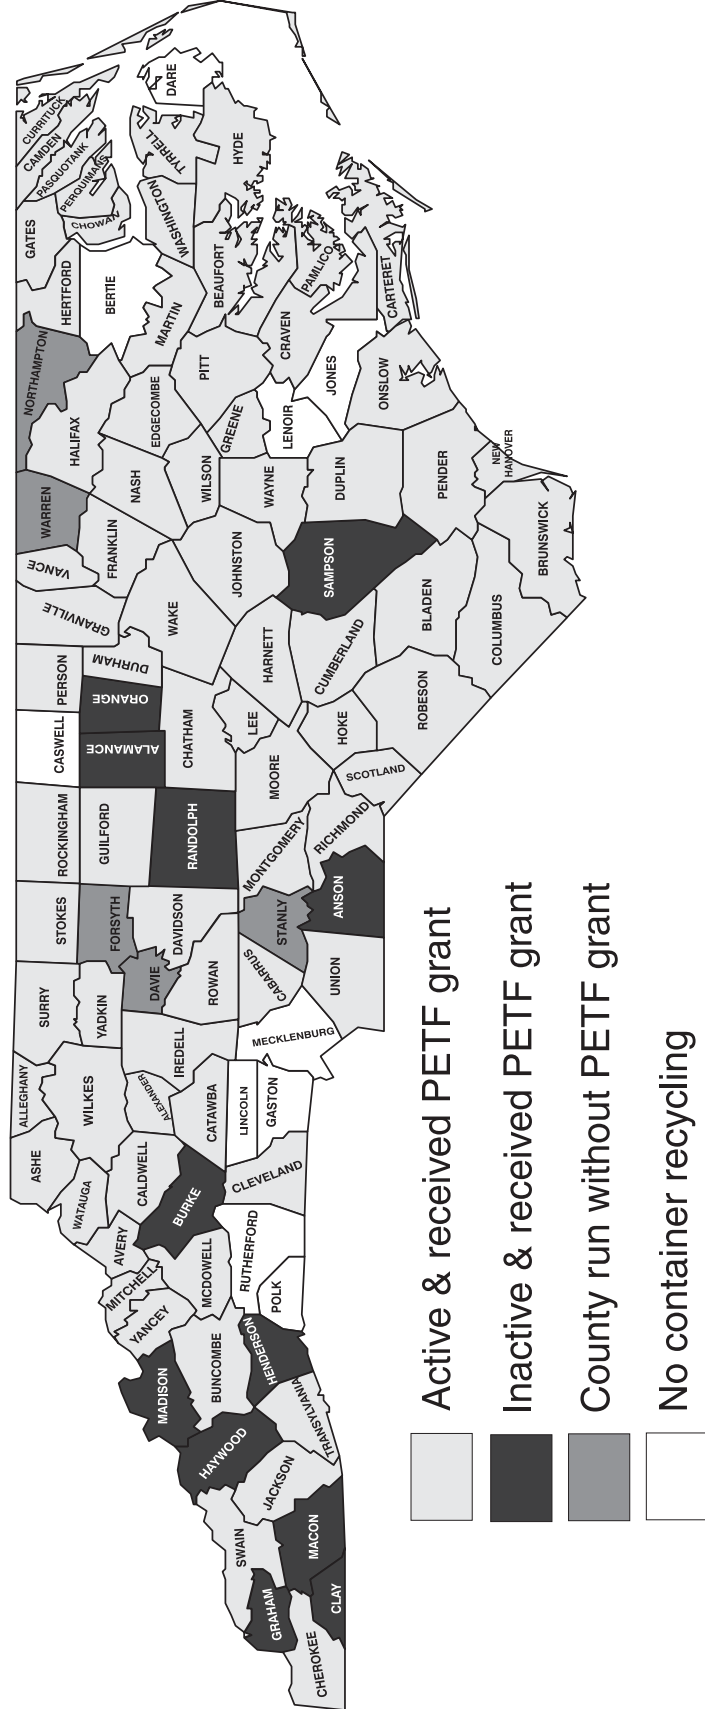 CHEROKEE
GRAHAM
CLAY
SWAIN
MACON
JACKSON
HAYWOOD
TRANSYLVANIA
MADISON
BUNCOMBE
HENDERSON
YANCEY
MITCHELL
AVERY
MCDOWELL
RUTHERFORD
POLK
WATAUGA
CALDWELL
BURKE
CLEVELAND
ASHE
ALLEGHANY
WILKES
ALEXANDER
CATAWBA
LINCOLN
GASTON
SURRY
YADKIN
IREDELL
MECKLENBURG
STOKES
FORSYTH
DAVIE
DAVIDSON
ROWAN
CABARRUS
STANLY
UNION
ANSON
ROCKINGHAM
GUILFORD
RANDOLPH
MONTGOMERY
RICHMOND
CASWELL
ALAMANCE
ORANGE
CHATHAM
LEE
MOORE
HOKE
SCOTLAND
PERSON
DURHAM
GRANVILLE
VANCE
WAKE
HARNETT
CUMBERLAND
ROBESON
WARREN
FRANKLIN
JOHNSTON
SAMPSON
BLADEN
COLUMBUS
BRUNSWICK
NORTHAMPTON
HALIFAX
NASH
EDGECOMBE
WILSON
WAYNE
GREENE
LENOIR
DUPLIN
PENDER
NEW
HANOVER
HERTFORD
BERTIE
MARTIN
PITT
CRAVEN
JONES
ONSLOW
GATES
CHOWAN
PERQUIMANS
PASQUOTANK
CAMDEN
CURRITUCK
WASHINGTON
TYRRELL
DARE
HYDE
BEAUFORT
PAMLICO
CARTERET
Active & received PETF grant
Inactive & received PETF grant
County run without PETF grant
No container recycling